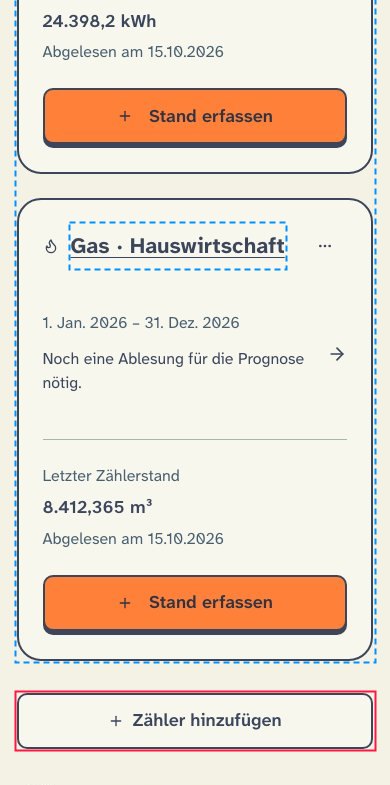 24.398,2 kWh
Abgelesen am 15.10.2026
+ Stand erfassen
Gas · Hauswirtschaft
1. Jan. 2026 – 31. Dez. 2026
Noch eine Ablesung für die Prognose
nötig.
Letzter Zählerstand
8.412,365 m³
Abgelesen am 15.10.2026
+ Stand erfassen
+ Zähler hinzufügen